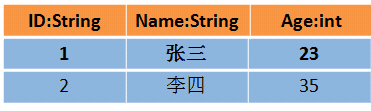 ID:String Name:String Age:int
1 张三 23
2 李四 35